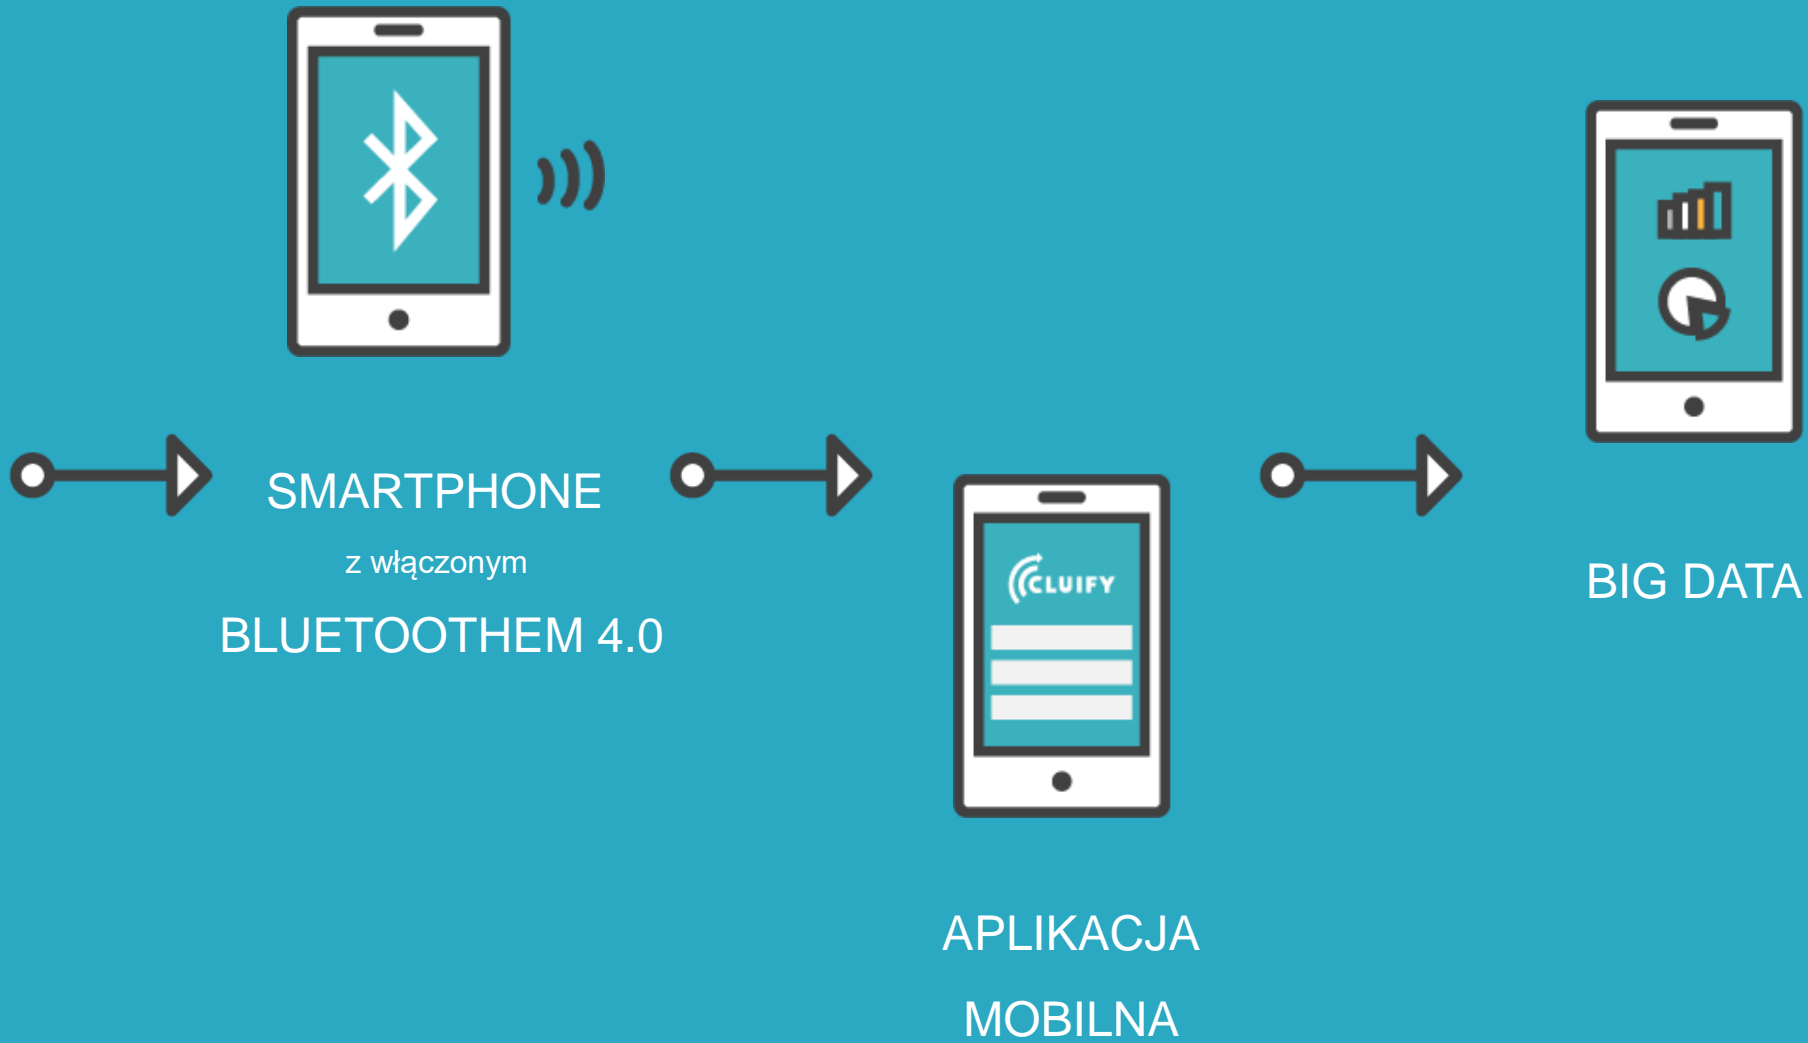 SMARTPHONE
z włączonym
BLUETOOTHEM 4.0
CLUIFY
APLIKACJA
MOBILNA
BIG DATA